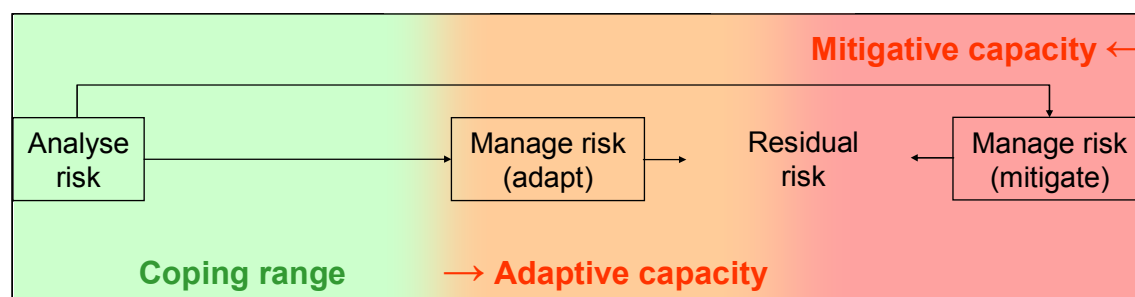 Mitigative capacity ←
Analyse
risk
Manage risk
(adapt)
Residual
risk
Manage risk
(mitigate)
Coping range
→ Adaptive capacity